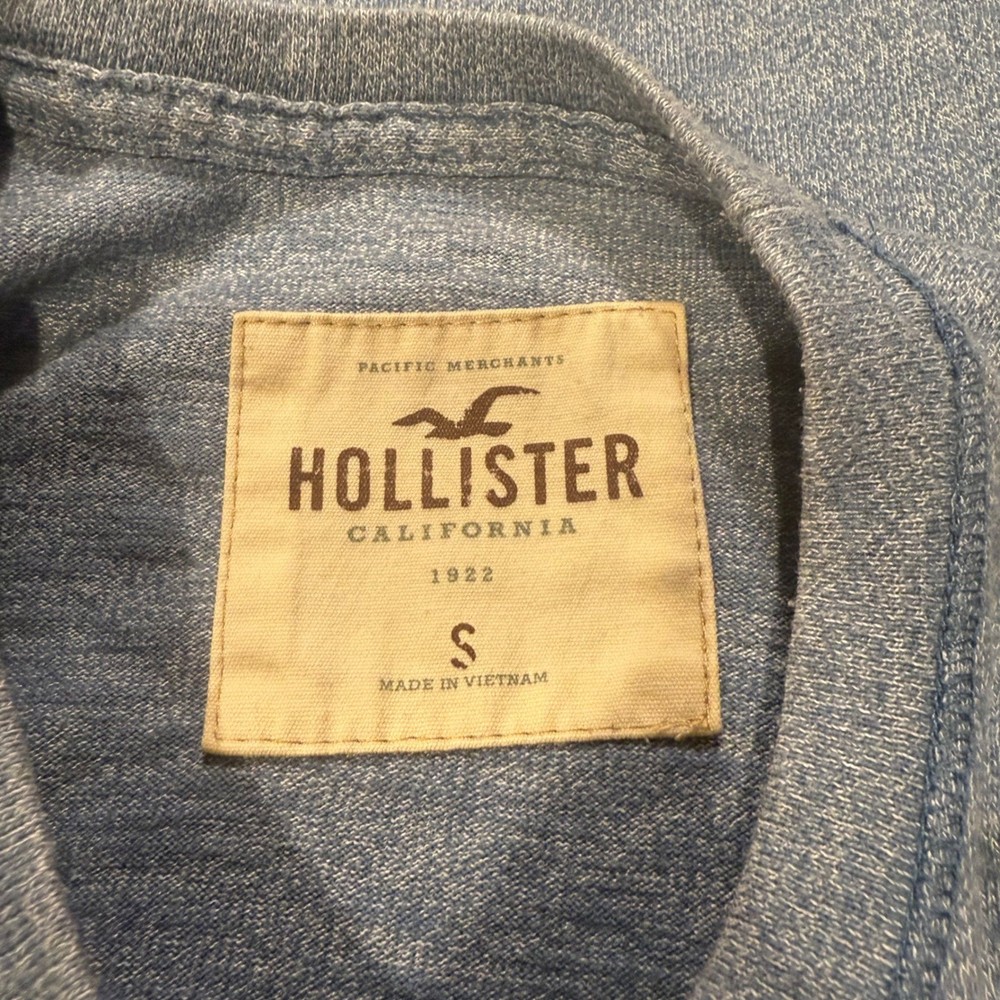 PACIFIC MERCHANTS
HOLLISTER
CALIFORNIA
1922
S
MADE IN VIETNAM